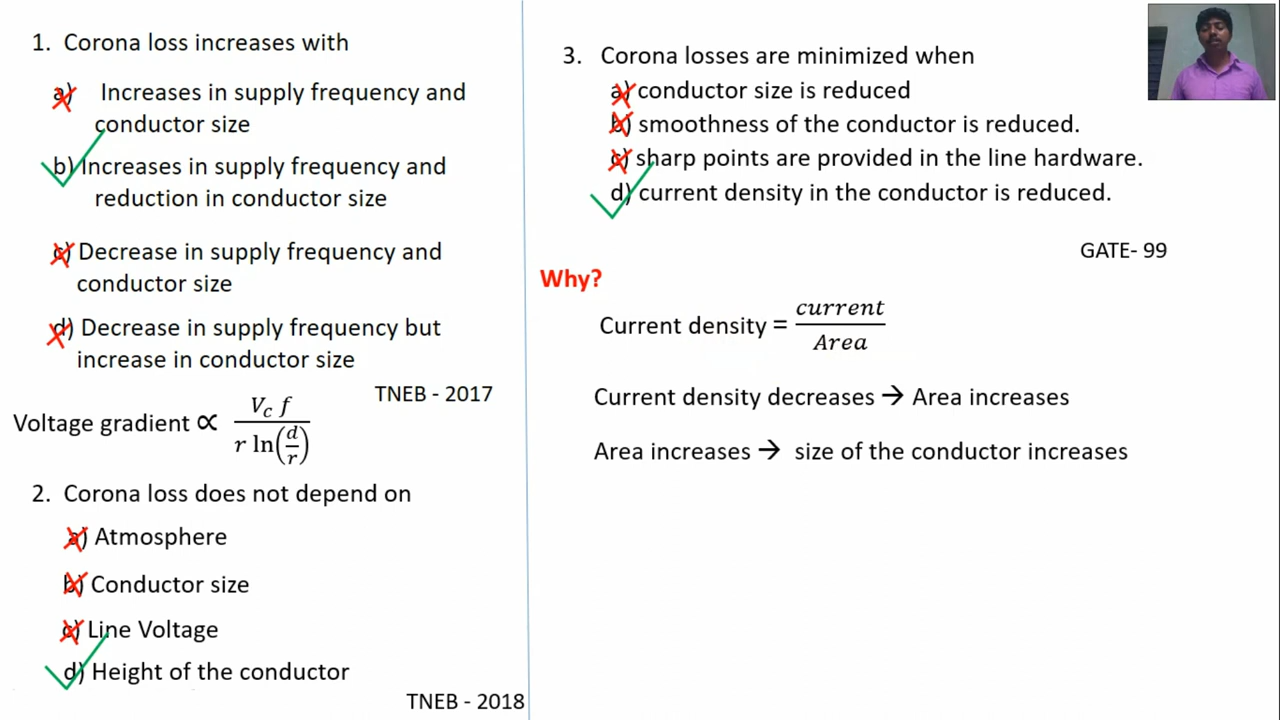 1. Corona loss increases with
a) Increases in supply frequency and
conductor size
b) Increases in supply frequency and
reduction in conductor size
c) Decrease in supply frequency and
conductor size
d) Decrease in supply frequency but
increase in conductor size
TNEB - 2017
Voltage gradient ∝ V_c f / r ln(d/r)
2. Corona loss does not depend on
a) Atmosphere
b) Conductor size
c) Line Voltage
d) Height of the conductor
TNEB - 2018
3. Corona losses are minimized when
a) conductor size is reduced
b) smoothness of the conductor is reduced.
c) sharp points are provided in the line hardware.
d) current density in the conductor is reduced.
GATE- 99
Why?
Current density = current / Area
Current density decreases → Area increases
Area increases → size of the conductor increases